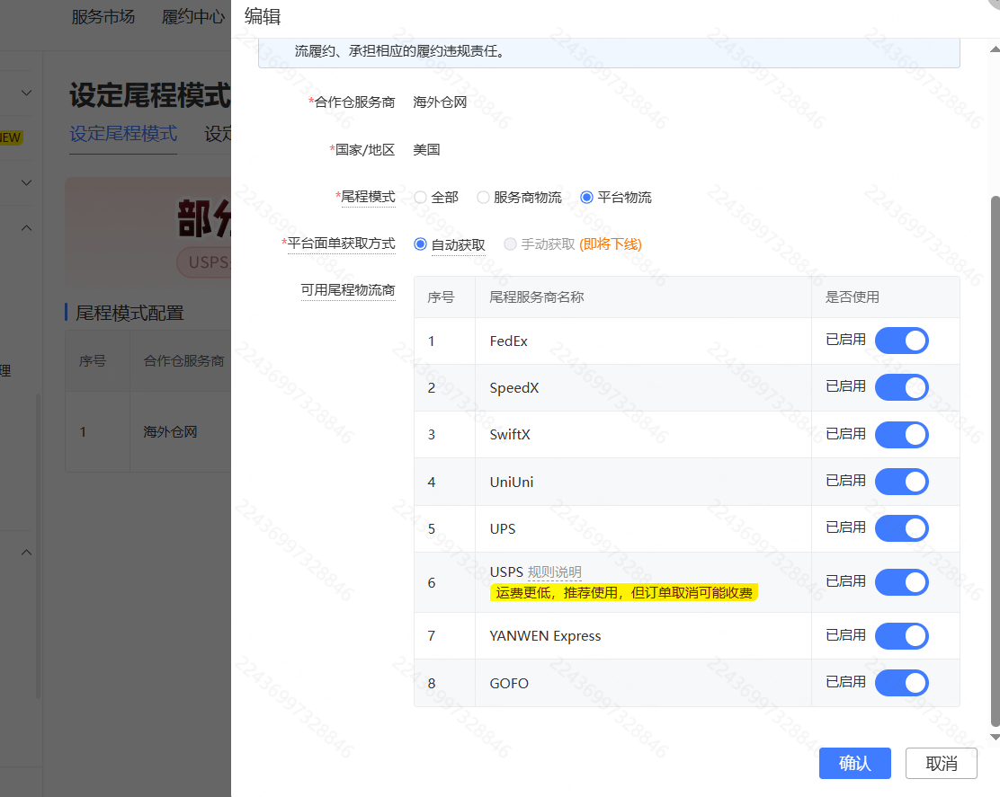 服务市场 履约中心
编辑
流履约、承担相应的履约违规责任。
设定尾程模式
NEW
设定尾程模式 设定
*合作仓服务商 海外仓网
*国家/地区 美国
部分
USPS
*尾程模式 全部 服务商物流 平台物流
*平台面单获取方式 自动获取 手动获取 (即将下线)
可用尾程物流商
尾程模式配置
序号 合作仓服务商
理
1 海外仓网
序号 尾程服务商名称 是否使用
1 FedEx 已启用
2 SpeedX 已启用
3 SwiftX 已启用
4 UniUni 已启用
5 UPS 已启用
6 USPS 规则说明 已启用
运费更低，推荐使用，但订单取消可能收费
7 YANWEN Express 已启用
8 GOFO 已启用
确认 取消
22436997328846